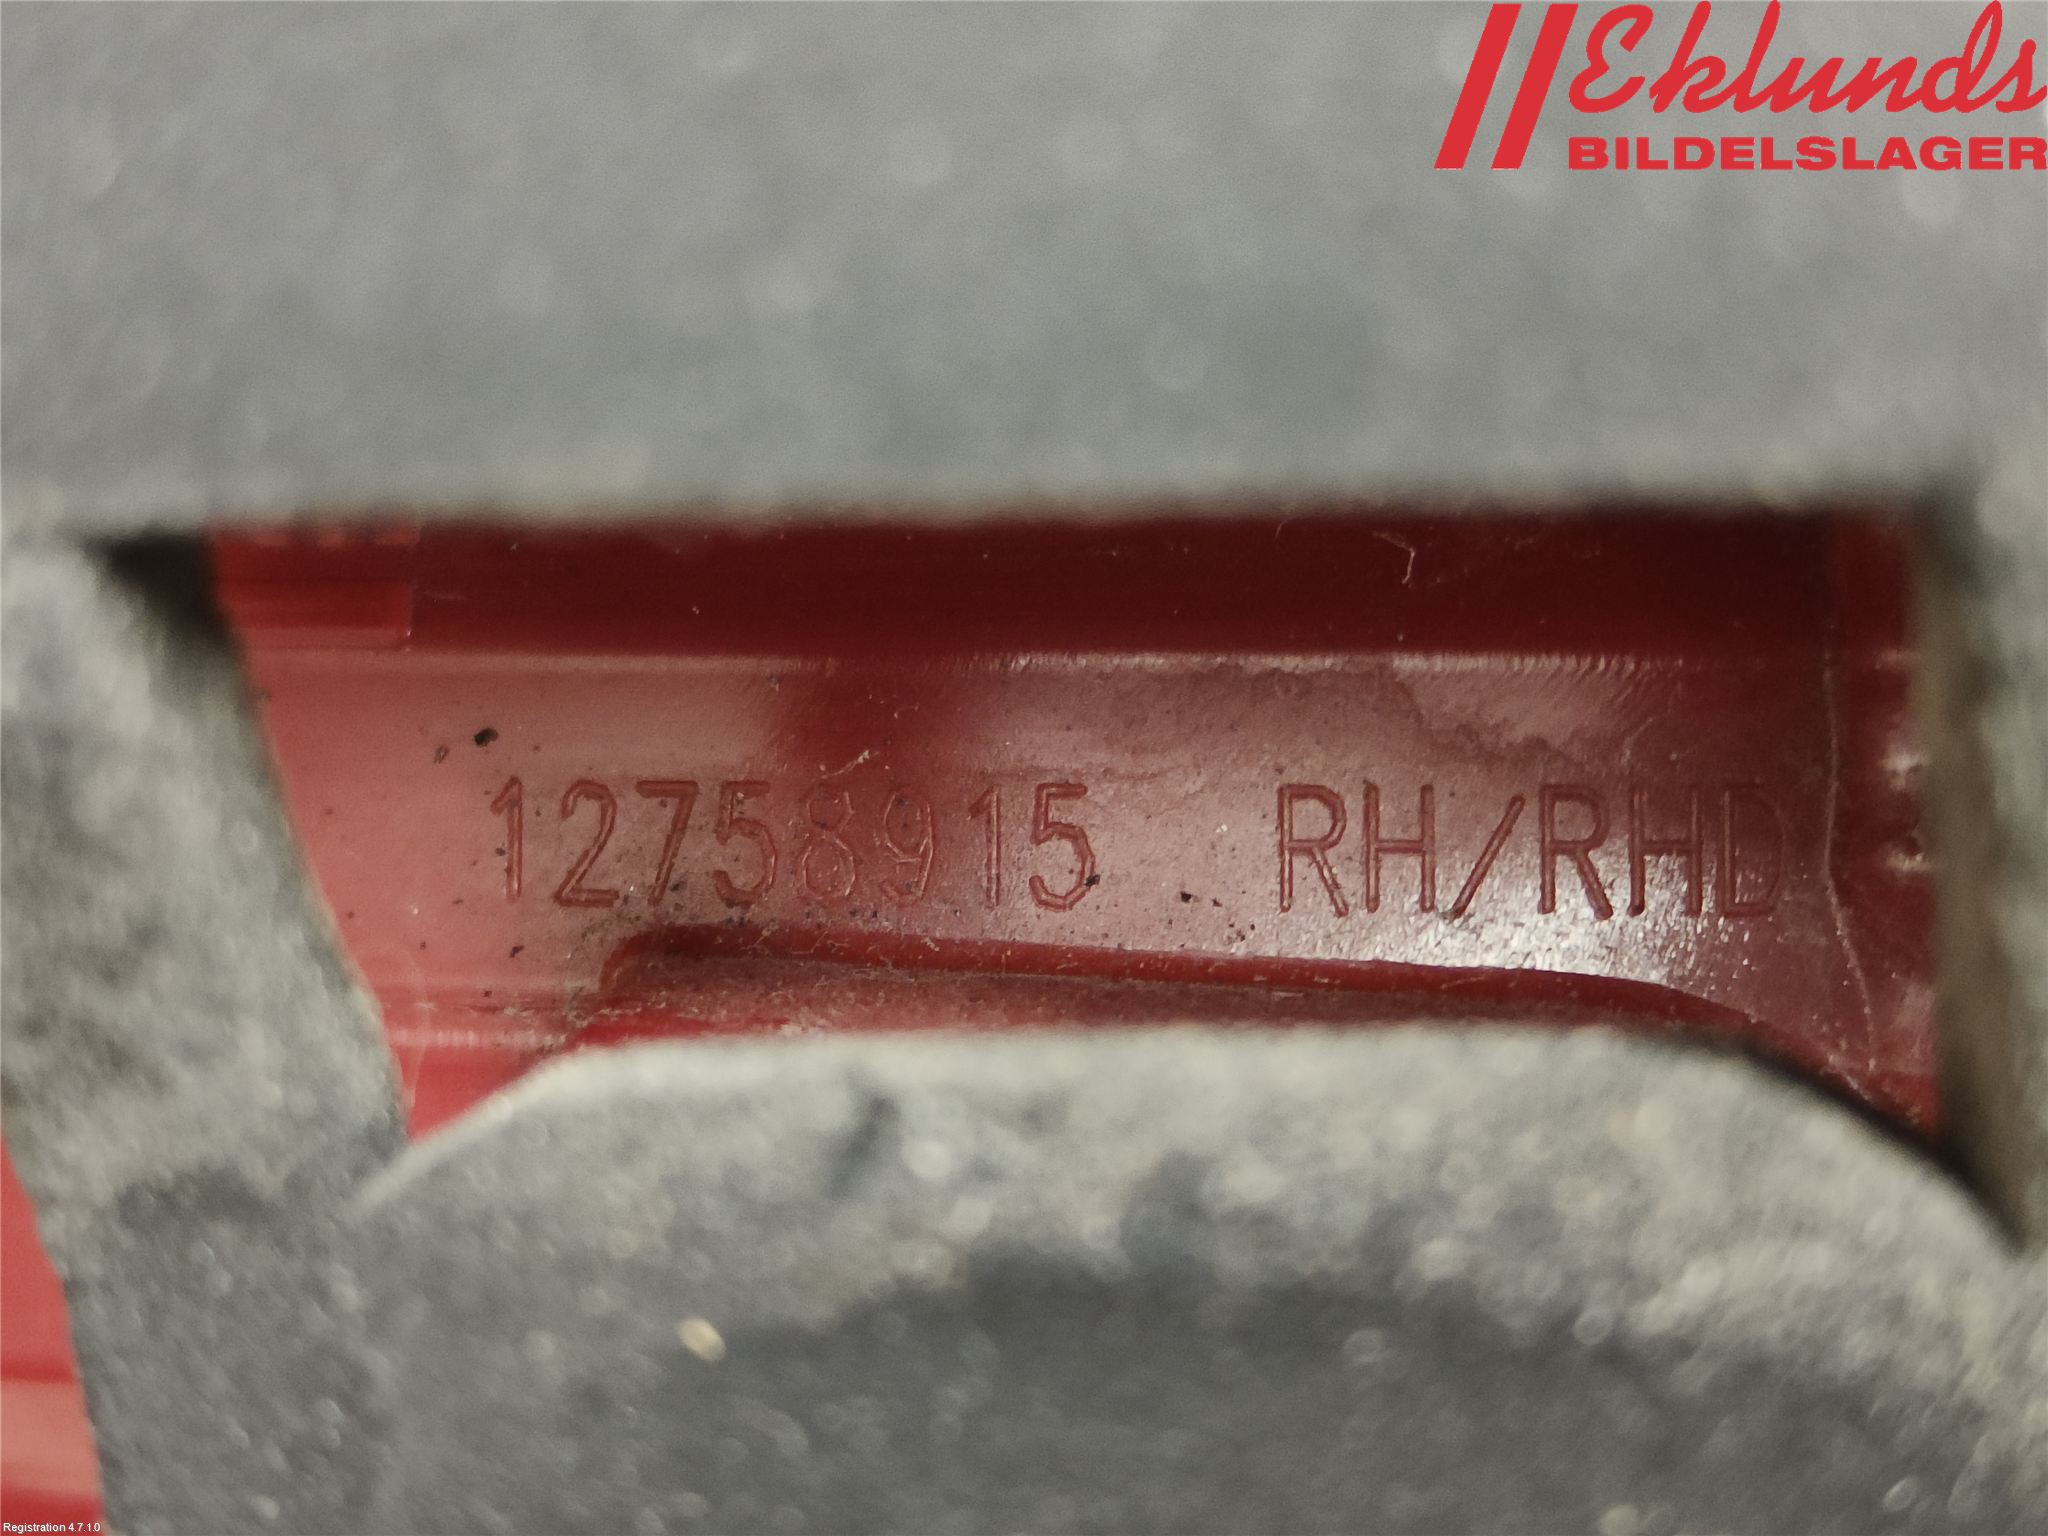 Eklunds
BILDELSLAGER
12758915 RH/RHD
Registration 4.7.1.0